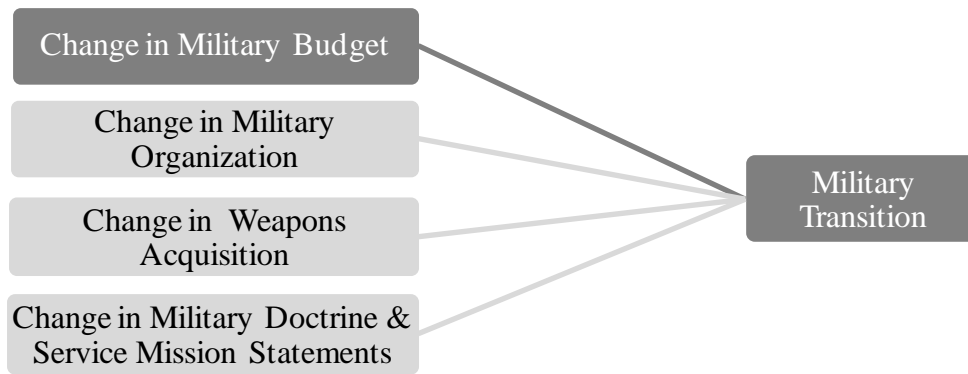 Change in Military Budget
Change in Military
Organization
Change in Weapons
Acquisition
Change in Military Doctrine &
Service Mission Statements
Military
Transition